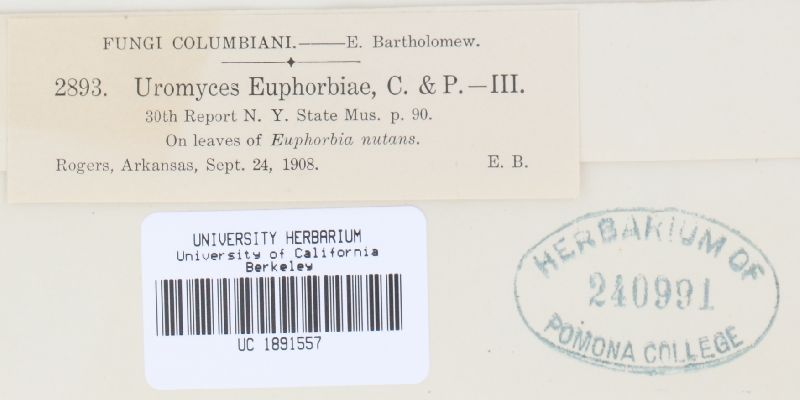 FUNGI COLUMBIANI.——E. Bartholomew.
2893. Uromyces Euphorbiae, C. & P.—III.
30th Report N. Y. State Mus. p. 90.
On leaves of Euphorbia nutans.
Rogers, Arkansas, Sept. 24, 1908. E. B.
UNIVERSITY HERBARIUM
University of California
Berkeley
UC 1891557
HERBARIUM OF
240991
POMONA COLLEGE